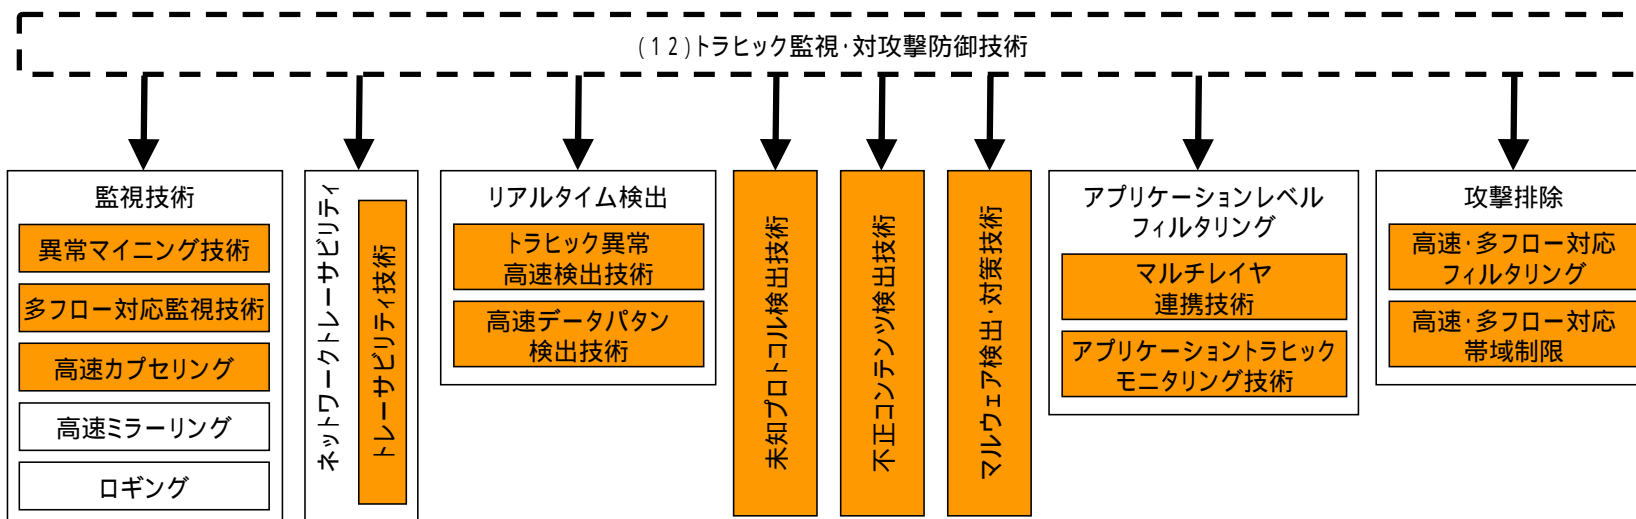 (12)トラヒック監視・対攻撃防御技術
監視技術
異常マイニング技術
多フロー対応監視技術
高速カプセリング
高速ミラーリング
ロギング
ネットワークトレーサビリティ
トレーサビリティ技術
リアルタイム検出
トラヒック異常
高速検出技術
高速データパタン
検出技術
未知プロトコル検出技術
不正コンテンツ検出技術
マルウェア検出・対策技術
アプリケーションレベル
フィルタリング
マルチレイヤ
連携技術
アプリケーショントラヒック
モニタリング技術
攻撃排除
高速・多フロー対応
フィルタリング
高速・多フロー対応
帯域制限